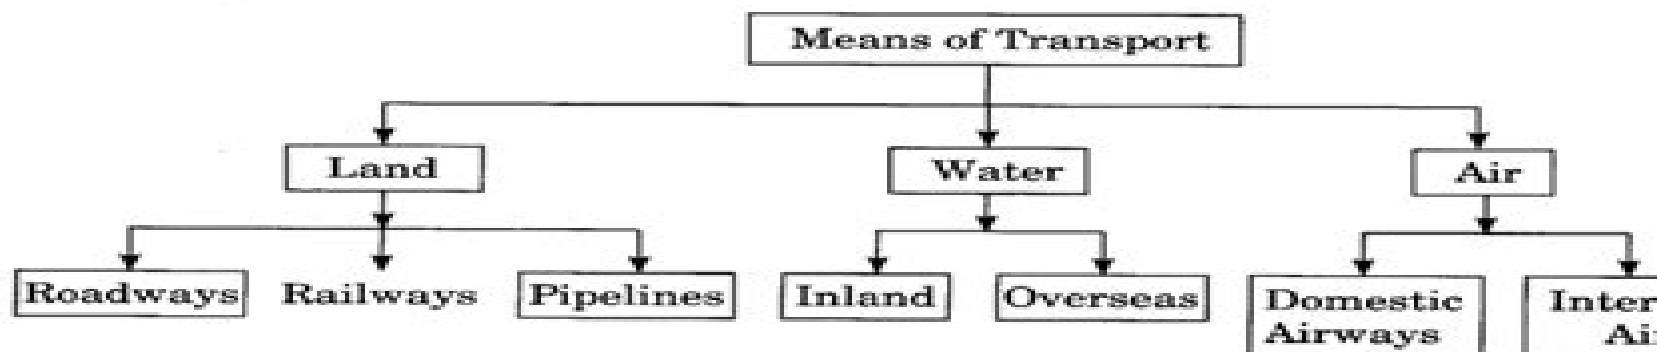 Means of Transport
Land
Water
Air
Roadways
Railways
Pipelines
Inland
Overseas
Domestic
Airways